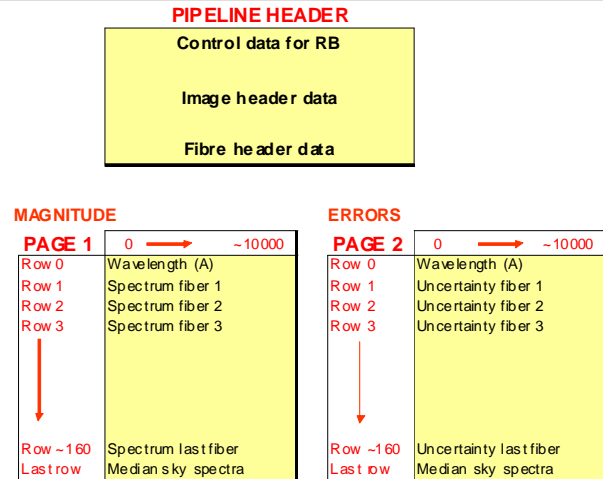 PIPELINE HEADER
Control data for RB
Image header data
Fibre header data
MAGNITUDE
PAGE 1 0 ~10000
Row 0 Wavelength (A)
Row 1 Spectrum fiber 1
Row 2 Spectrum fiber 2
Row 3 Spectrum fiber 3
Row ~160 Spectrum last fiber
Last row Median sky spectra
ERRORS
PAGE 2 0 ~10000
Row 0 Wavelength (A)
Row 1 Uncertainty fiber 1
Row 2 Uncertainty fiber 2
Row 3 Uncertainty fiber 3
Row ~160 Uncertainty last fiber
Last row Median sky spectra